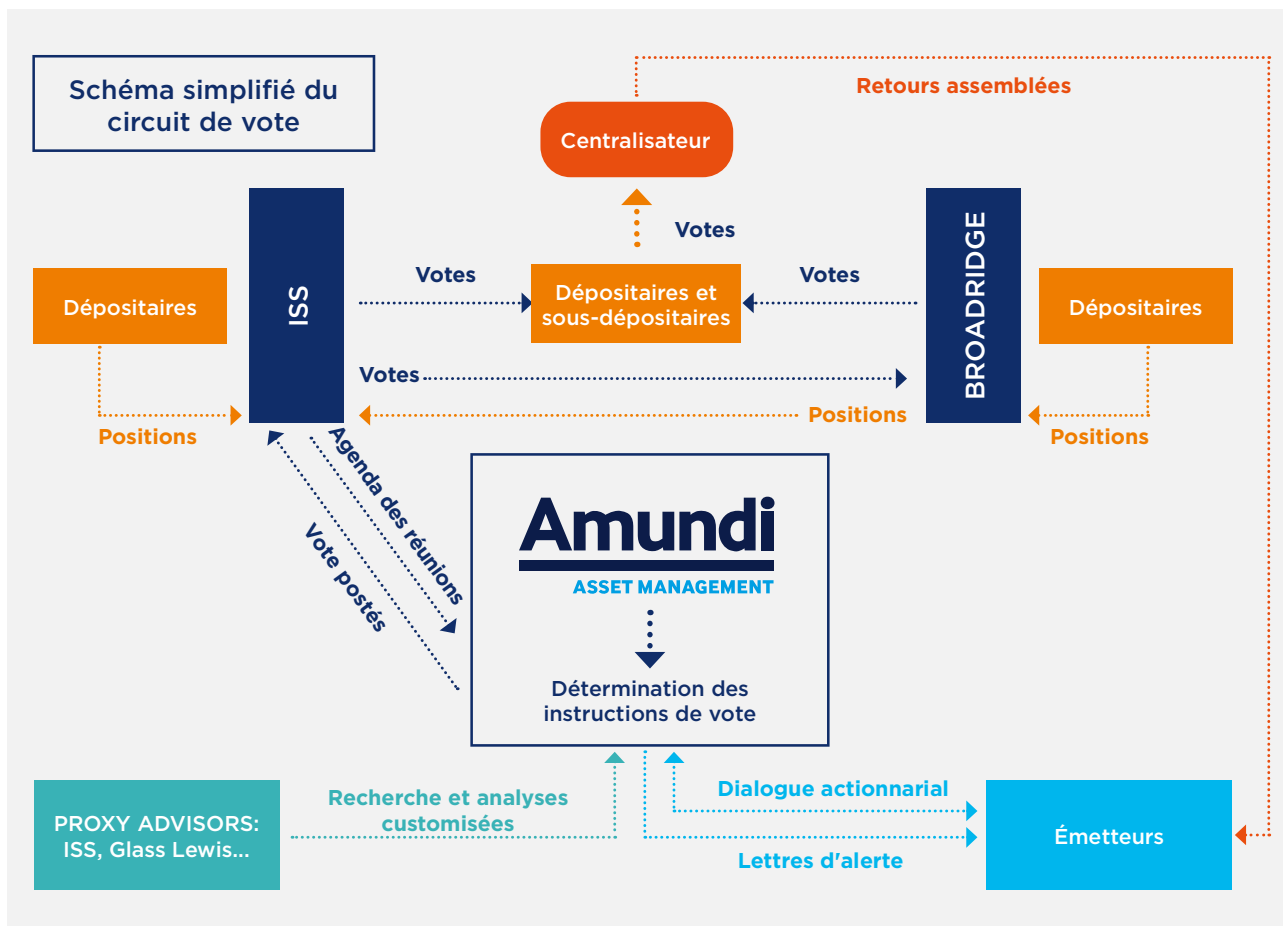 Schéma simplifié du
circuit de vote
Retours assemblées
Centralisateur
Votes
Dépositaires
ISS
Votes
Dépositaires et
sous-dépositaires
Votes
BROADRIDGE
Dépositaires
Votes
Positions
Positions
Positions
Agenda des réunions
Vote postés
Amundi
ASSET MANAGEMENT
Détermination des
instructions de vote
PROXY ADVISORS:
ISS, Glass Lewis...
Recherche et analyses
customisées
Dialogue actionnarial
Lettres d'alerte
Émetteurs